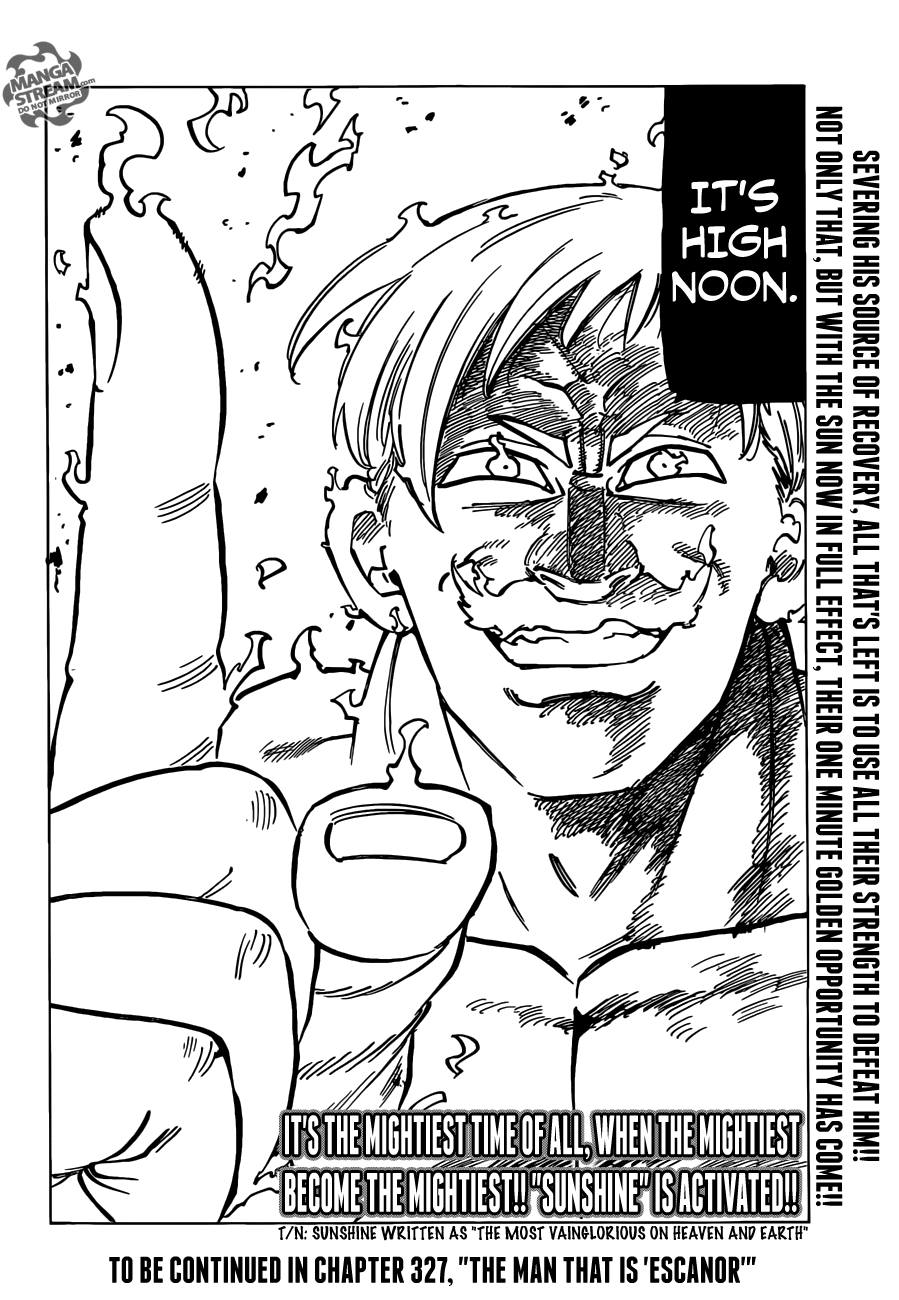 MANGA
STREAM.com
DO NOT MIRROR
IT'S
HIGH
NOON.
SEVERING HIS SOURCE OF RECOVERY, ALL THAT'S LEFT IS TO USE ALL THEIR STRENGTH TO DEFEAT HIM!!
NOT ONLY THAT, BUT WITH THE SUN NOW IN FULL EFFECT, THEIR ONE MINUTE GOLDEN OPPORTUNITY HAS COME!!!
IT'S THE MIGHTIEST TIME OF ALL, WHEN THE MIGHTIEST
BECOME THE MIGHTIEST!! "SUNSHINE" IS ACTIVATED!!
T/N: SUNSHINE WRITTEN AS "THE MOST VAINGLORIOUS ON HEAVEN AND EARTH"
TO BE CONTINUED IN CHAPTER 327, "THE MAN THAT IS 'ESCANOR'"